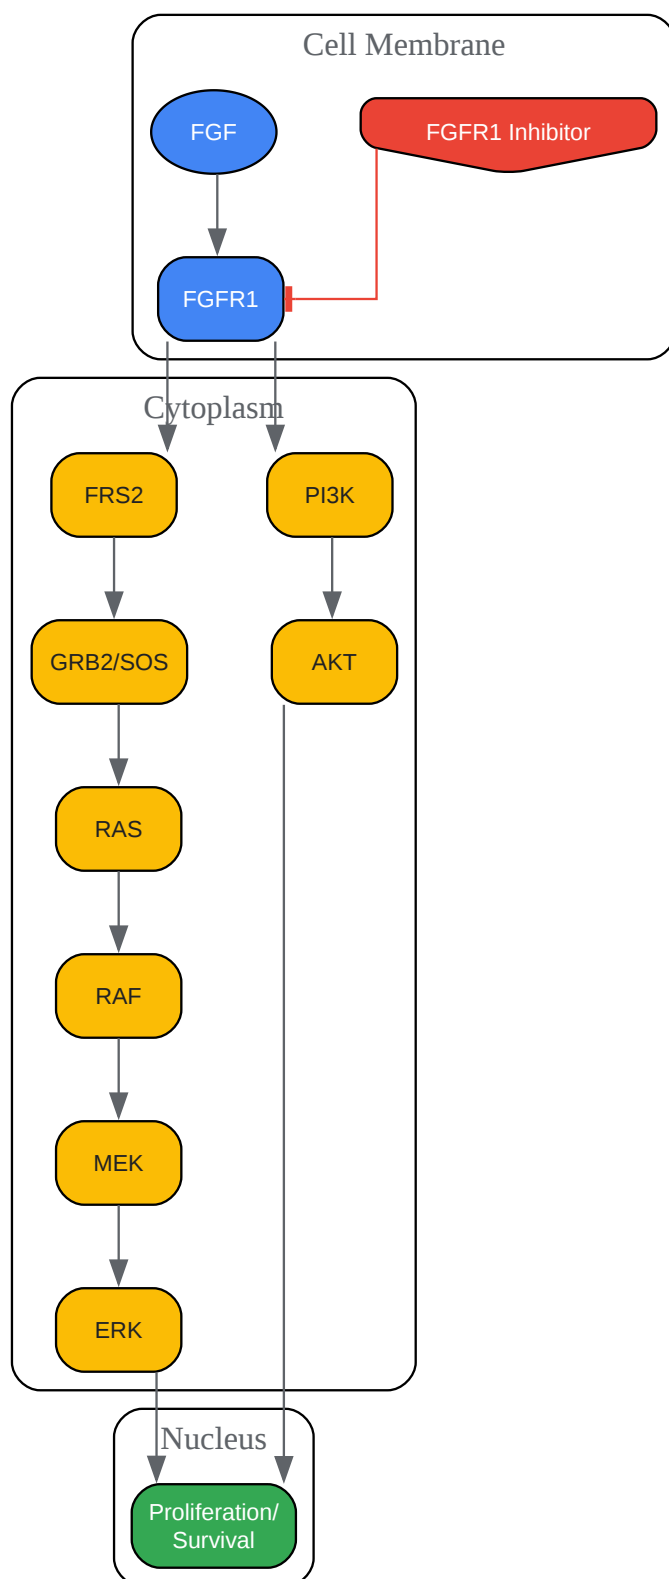 Cell Membrane
FGF
FGFR1 Inhibitor
FGFR1
Cytoplasm
FRS2
PI3K
GRB2/SOS
AKT
RAS
RAF
MEK
ERK
Nucleus
Proliferation/
Survival